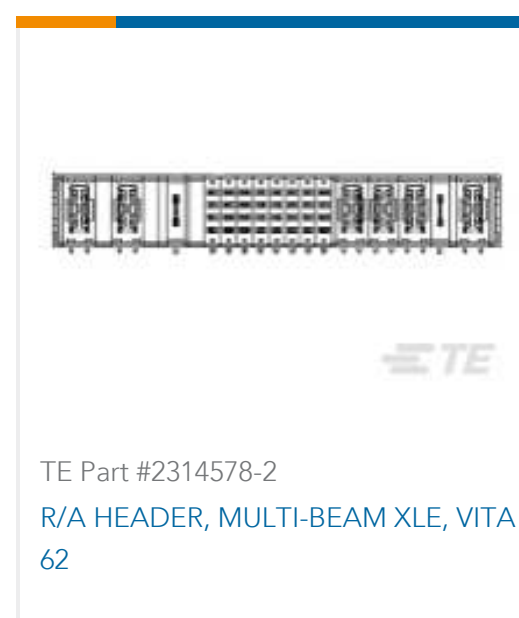 TE
TE Part #2314578-2
R/A HEADER, MULTI-BEAM XLE, VITA
62